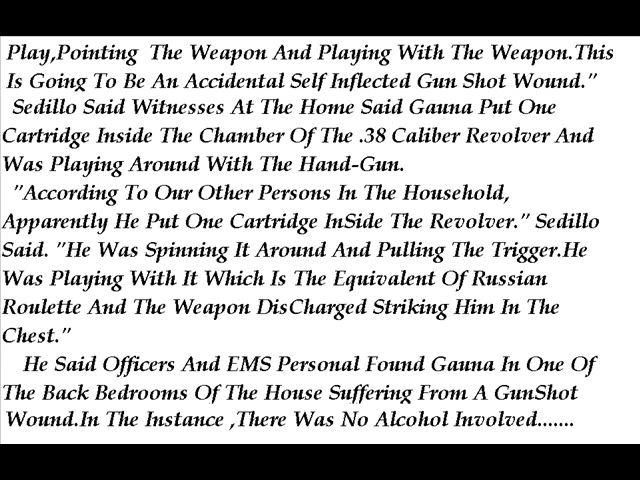 Play,Pointing The Weapon And Playing With The Weapon.This
Is Going To Be An Accidental Self Inflected Gun Shot Wound."
Sedillo Said Witnesses At The Home Said Gauna Put One
Cartridge Inside The Chamber Of The .38 Caliber Revolver And
Was Playing Around With The Hand-Gun.
"According To Our Other Persons In The Household,
Apparently He Put One Cartridge InSide The Revolver." Sedillo
Said. "He Was Spinning It Around And Pulling The Trigger.He
Was Playing With It Which Is The Equivalent Of Russian
Roulette And The Weapon DisCharged Striking Him In The
Chest."
He Said Officers And EMS Personal Found Gauna In One Of
The Back Bedrooms Of The House Suffering From A GunShot
Wound.In The Instance ,There Was No Alcohol Involved.......